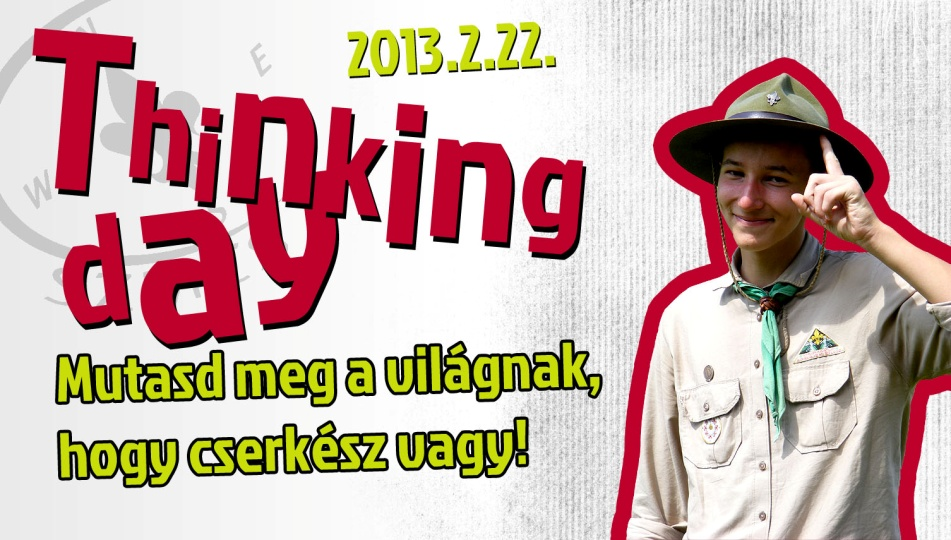 2013.2.22.
Thinking
day
Mutasd meg a világnak,
hogy cserkész vagy!